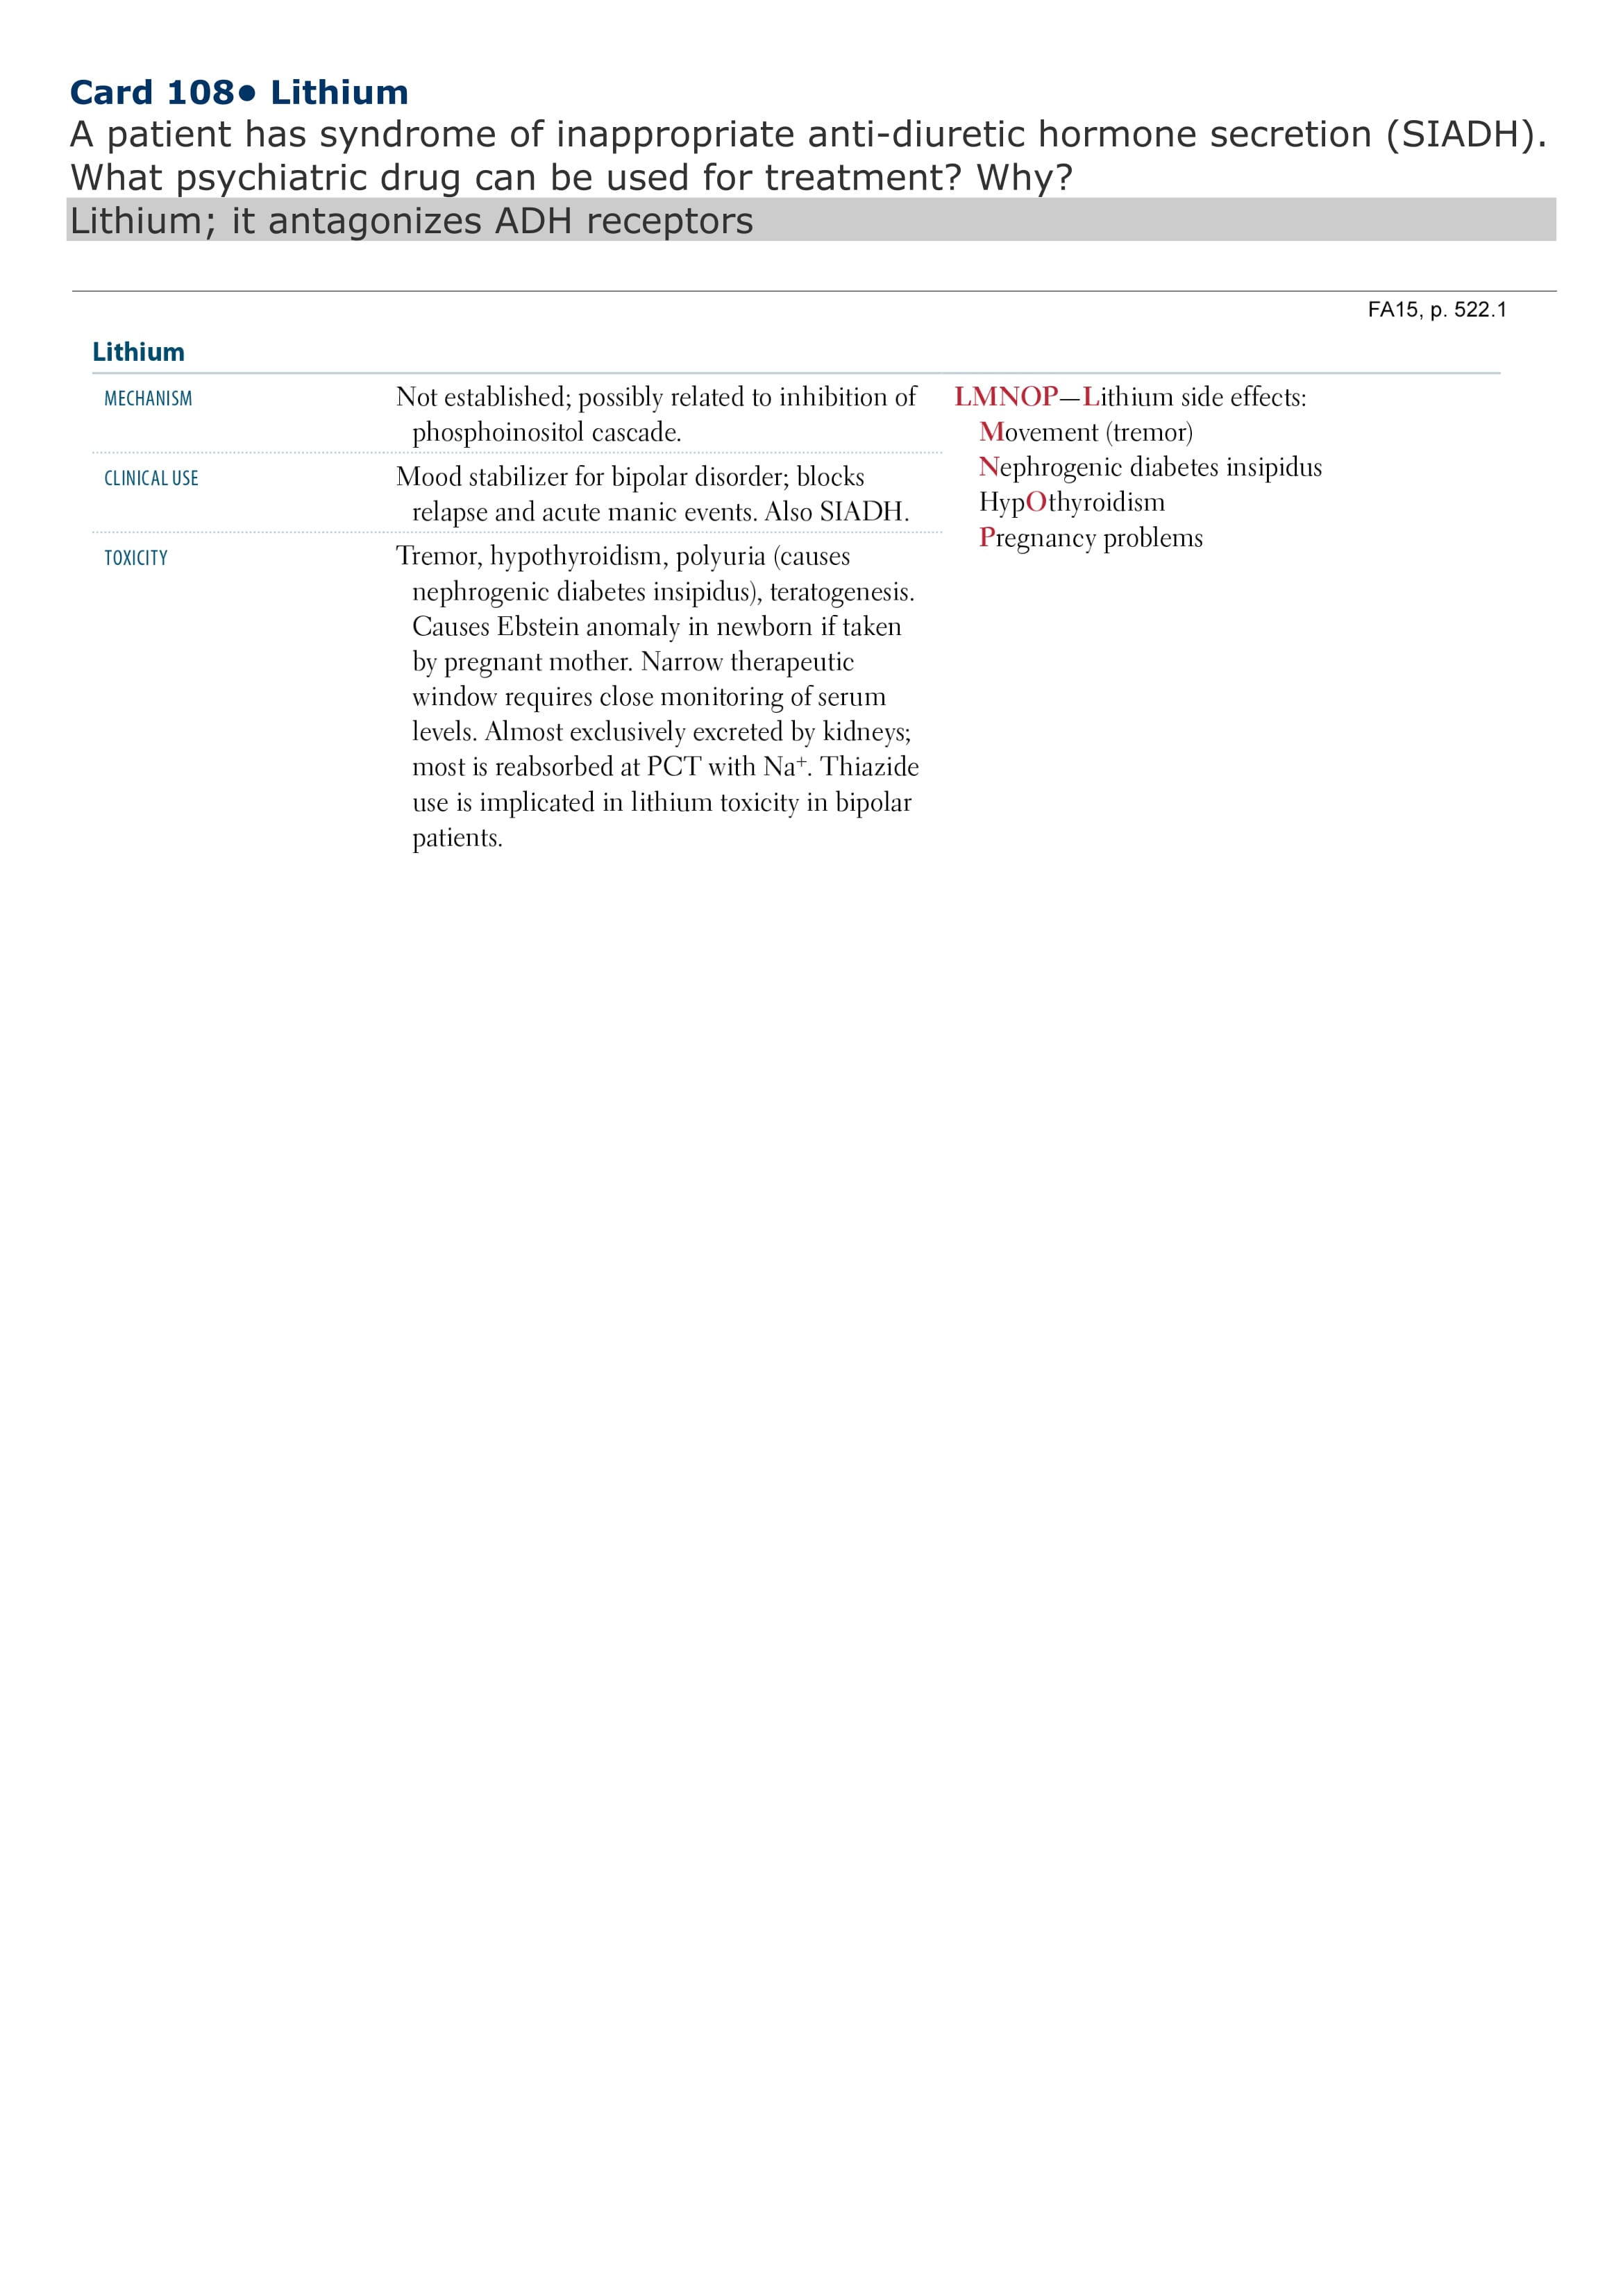 Card 108● Lithium
A patient has syndrome of inappropriate anti-diuretic hormone secretion (SIADH).
What psychiatric drug can be used for treatment? Why?
Lithium; it antagonizes ADH receptors
FA15, p. 522.1
Lithium
MECHANISM
Not established; possibly related to inhibition of
phosphoinositol cascade.
CLINICAL USE
Mood stabilizer for bipolar disorder; blocks
relapse and acute manic events. Also SIADH.
TOXICITY
Tremor, hypothyroidism, polyuria (causes
nephrogenic diabetes insipidus), teratogenesis.
Causes Ebstein anomaly in newborn if taken
by pregnant mother. Narrow therapeutic
window requires close monitoring of serum
levels. Almost exclusively excreted by kidneys;
most is reabsorbed at PCT with Na⁺. Thiazide
use is implicated in lithium toxicity in bipolar
patients.
LMNOP—Lithium side effects:
Movement (tremor)
Nephrogenic diabetes insipidus
HypOthyroidism
Pregnancy problems